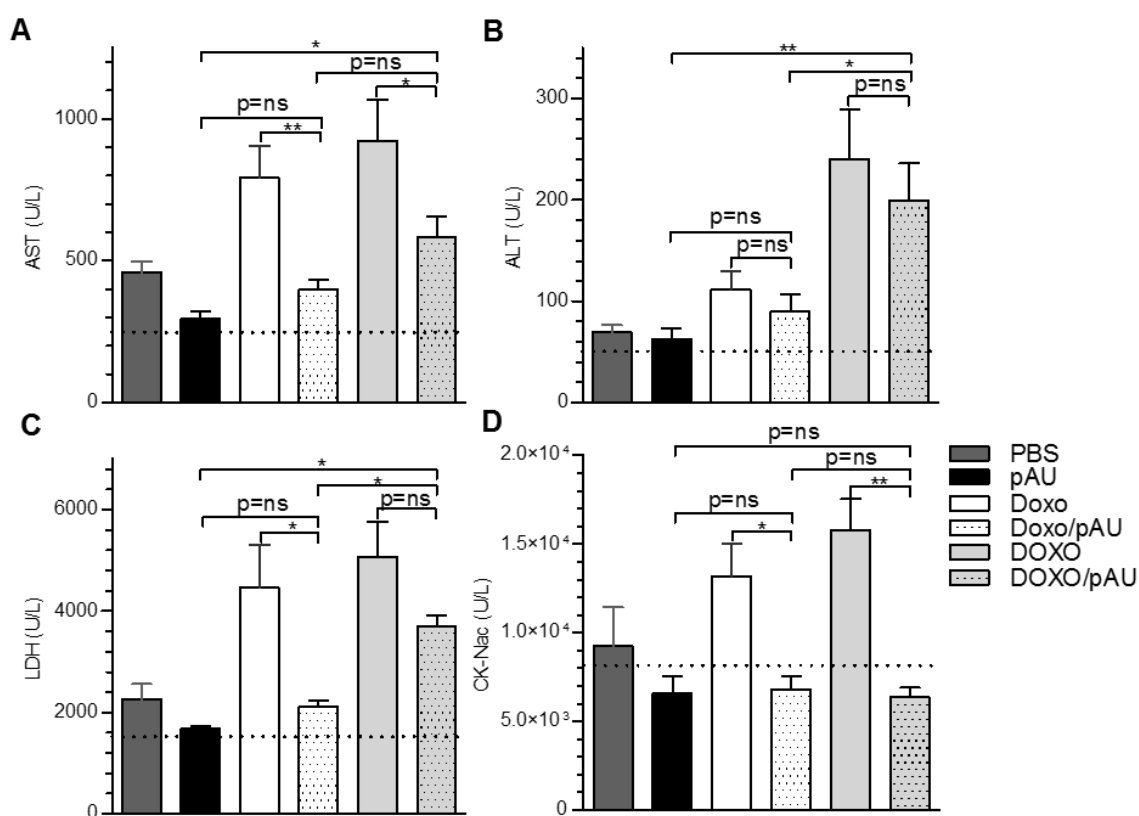 A
*
p=ns
*
p=ns
**
AST (U/L)
1000
500
0
B
**
*
p=ns
p=ns
p=ns
ALT (U/L)
300
200
100
0
C
*
*
p=ns
p=ns
*
LDH (U/L)
6000
4000
2000
0
D
p=ns
p=ns
**
p=ns
*
CK-Nac (U/L)
2.0×10⁴
1.5×10⁴
1.0×10⁴
5.0×10³
0
PBS
pAU
Doxo
Doxo/pAU
DOXO
DOXO/pAU